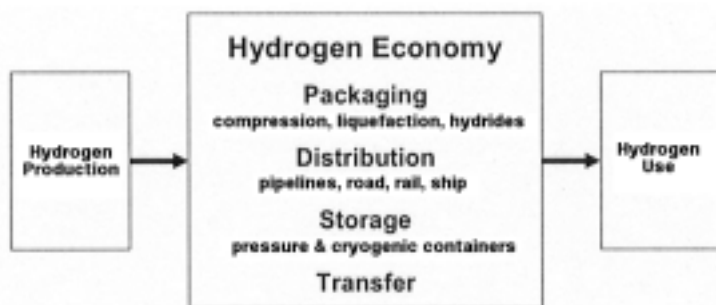 Hydrogen Economy
Packaging
compression, liquefaction, hydrides
Hydrogen
Production
Distribution
pipelines, road, rail, ship
Hydrogen
Use
Storage
pressure & cryogenic containers
Transfer